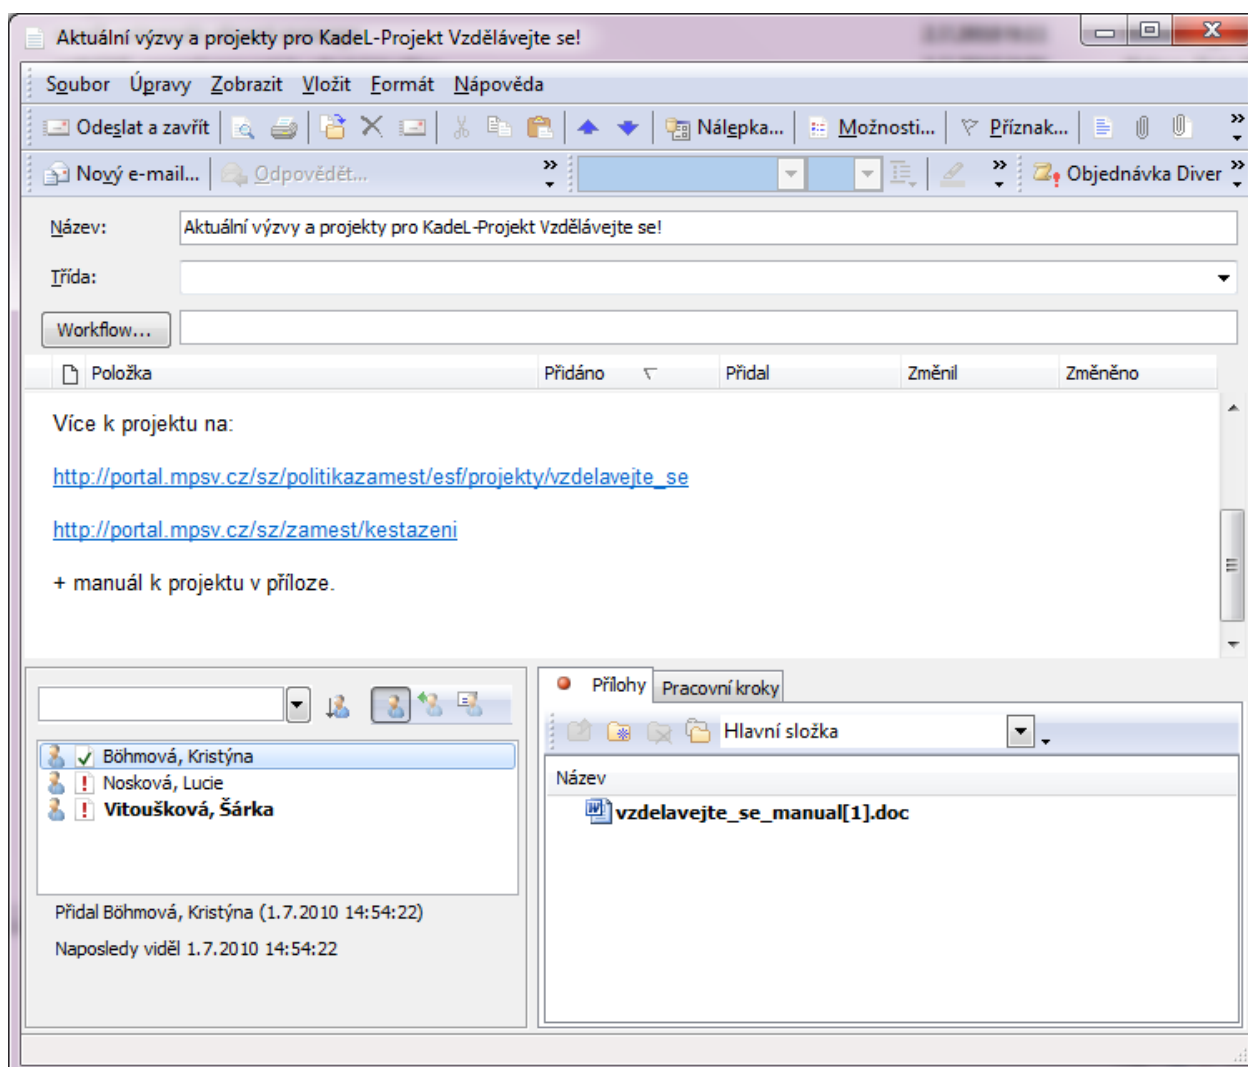 Aktuální výzvy a projekty pro KadeL-Projekt Vzdělávejte se!
Soubor Úpravy Zobrazit Vložit Formát Nápověda
Odeslat a zavřít Nálepka... Možnosti... Příznak...
Nový e-mail... Odpovědět... Objednávka Diver
Název: Aktuální výzvy a projekty pro KadeL-Projekt Vzdělávejte se!
Třída:
Workflow...
Položka Přidáno Přidal Změnil Změněno
Více k projektu na:
http://portal.mpsv.cz/sz/politikazamest/esf/projekty/vzdelavejte_se
http://portal.mpsv.cz/sz/zamest/kestazeni
+ manuál k projektu v příloze.
Přílohy Pracovní kroky
Hlavní složka
Böhmová, Kristýna
Nosková, Lucie
Vitoušková, Šárka
Název
vzdelavejte_se_manual[1].doc
Přidal Böhmová, Kristýna (1.7.2010 14:54:22)
Naposledy viděl 1.7.2010 14:54:22